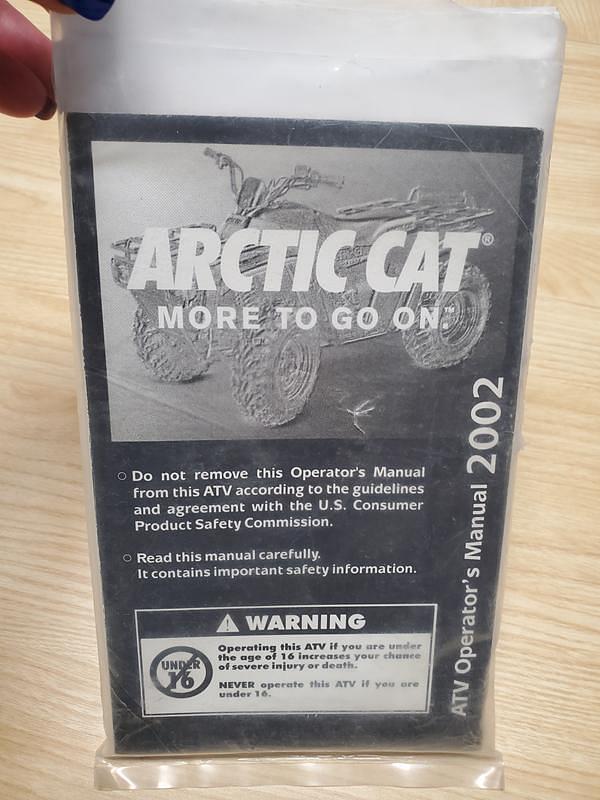 ARCTIC CAT®
MORE TO GO ON.™
○ Do not remove this Operator's Manual
from this ATV according to the guidelines
and agreement with the U.S. Consumer
Product Safety Commission.
○ Read this manual carefully.
It contains important safety information.
WARNING
UNDER
16
Operating this ATV if you are under
the age of 16 increases your chance
of severe injury or death.
NEVER operate this ATV if you are
under 16.
ATV Operator's Manual 2002